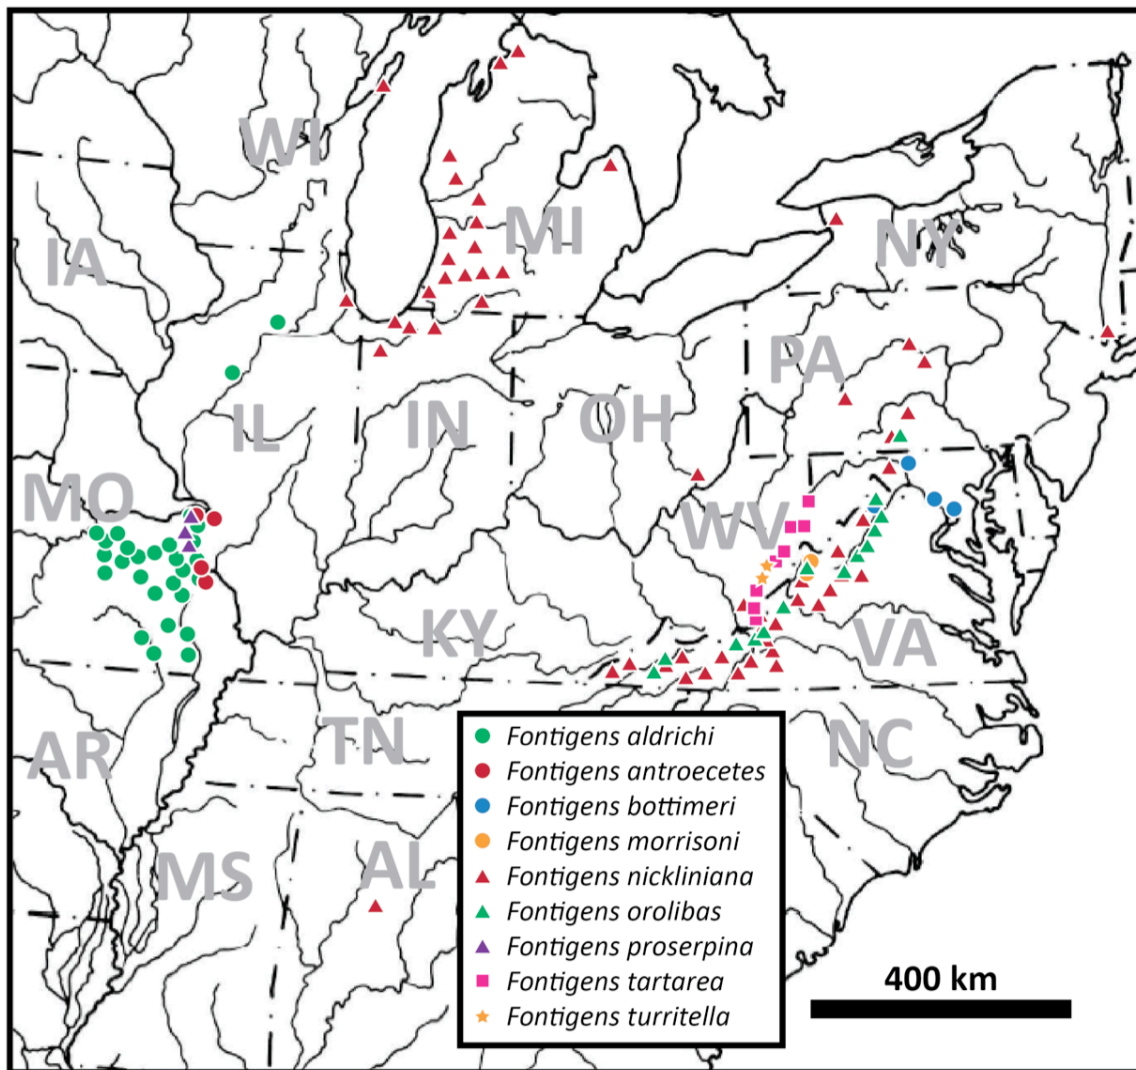 WI
MI
NY
IA
PA
IL
IN
OH
MO
WV
KY
VA
TN
NC
AR
MS
AL
Fontigens aldrichi
Fontigens antroecetes
Fontigens bottimeri
Fontigens morrisoni
Fontigens nickliniana
Fontigens orolibas
Fontigens proserpina
Fontigens tartarea
Fontigens turritella
400 km